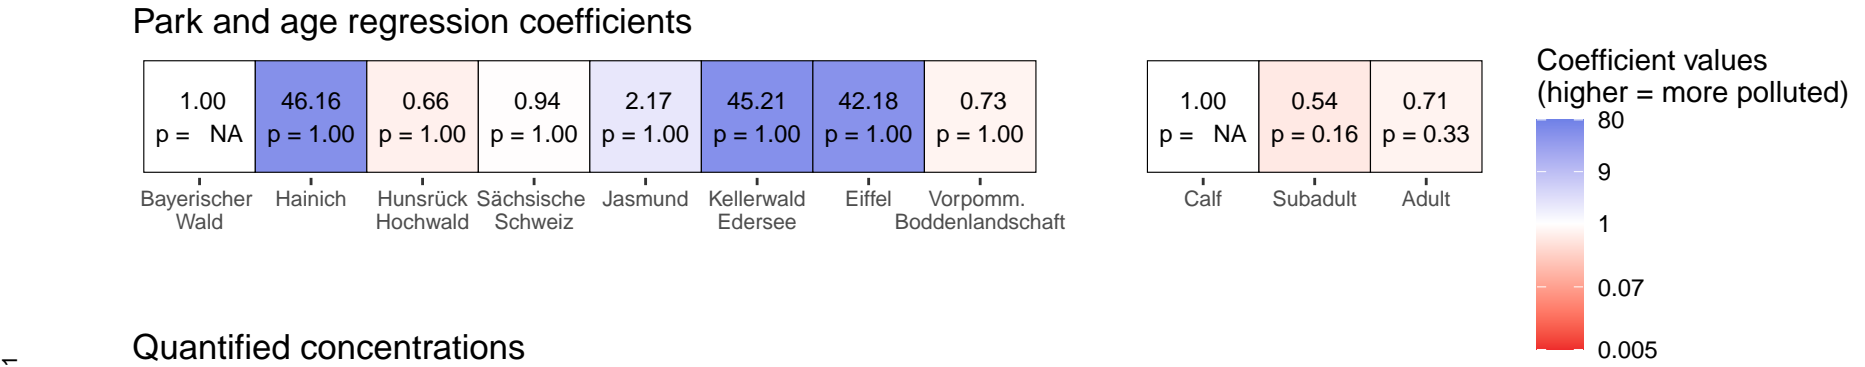 Park and age regression coefficients
1.00 46.16 0.66 0.94 2.17 45.21 42.18 0.73
p = NA p = 1.00 p = 1.00 p = 1.00 p = 1.00 p = 1.00 p = 1.00 p = 1.00
Bayerischer Hainich Hunsrück Sächsische Jasmund Kellerwald Eiffel Vorpomm.
Wald Hochwald Schweiz Edersee Boddenlandschaft
1.00 0.54 0.71
p = NA p = 0.16 p = 0.33
Calf Subadult Adult
Coefficient values
(higher = more polluted)
80
9
1
0.07
0.005
Quantified concentrations
1